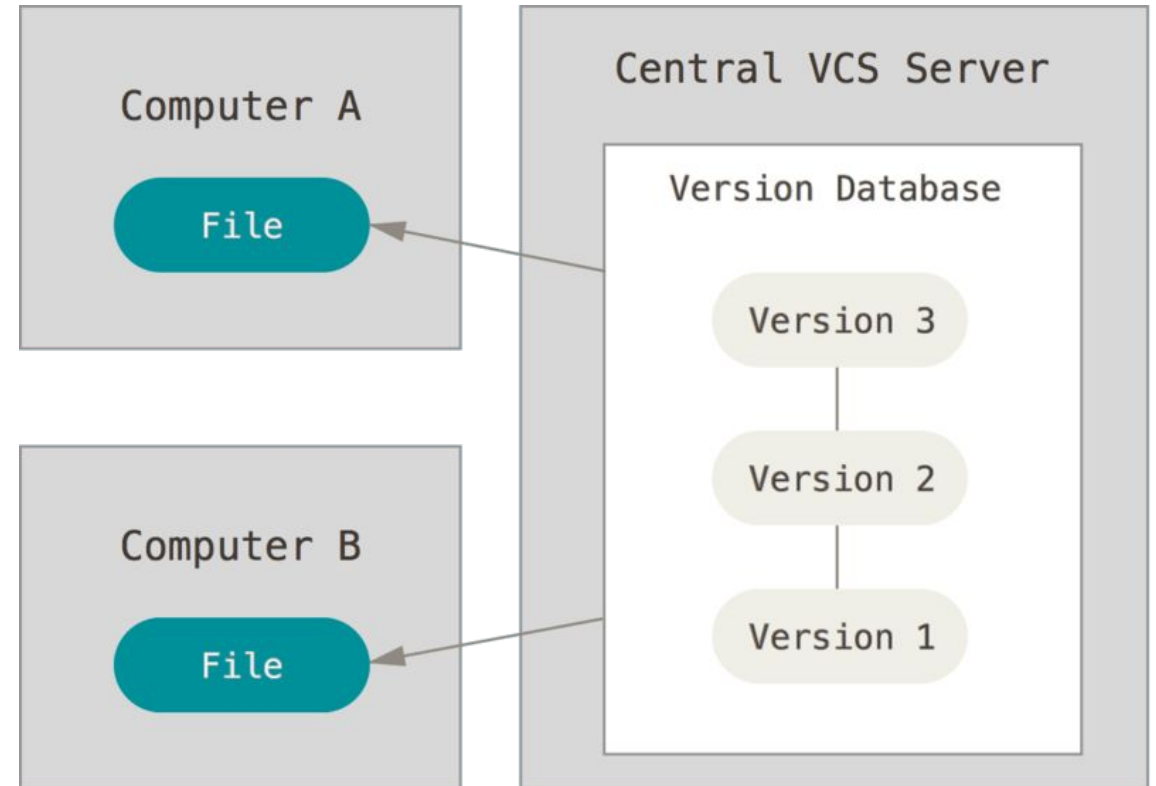 Computer A
File
Computer B
File
Central VCS Server
Version Database
Version 3
Version 2
Version 1